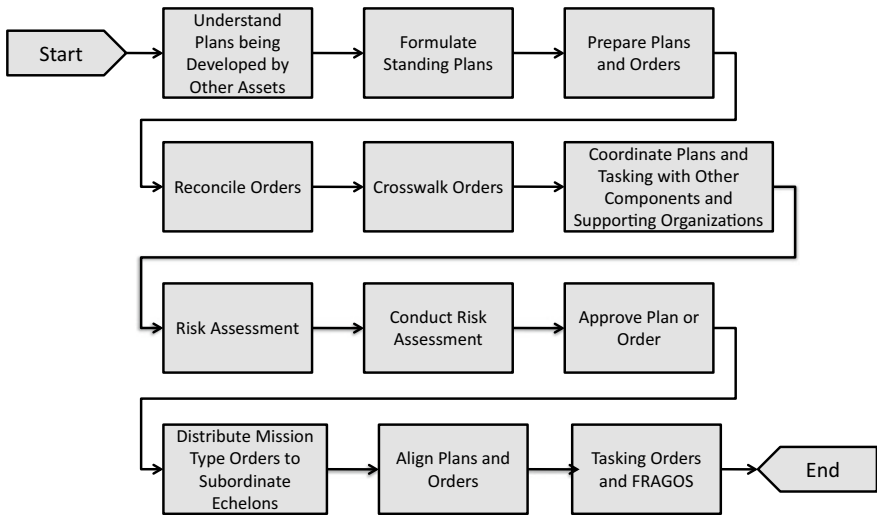 Start
Understand
Plans being
Developed by
Other Assets
Formulate
Standing Plans
Prepare Plans
and Orders
Reconcile Orders
Crosswalk Orders
Coordinate Plans and
Tasking with Other
Components and
Supporting Organizations
Risk Assessment
Conduct Risk
Assessment
Approve Plan or
Order
Distribute Mission
Type Orders to
Subordinate
Echelons
Align Plans and
Orders
Tasking Orders
and FRAGOS
End